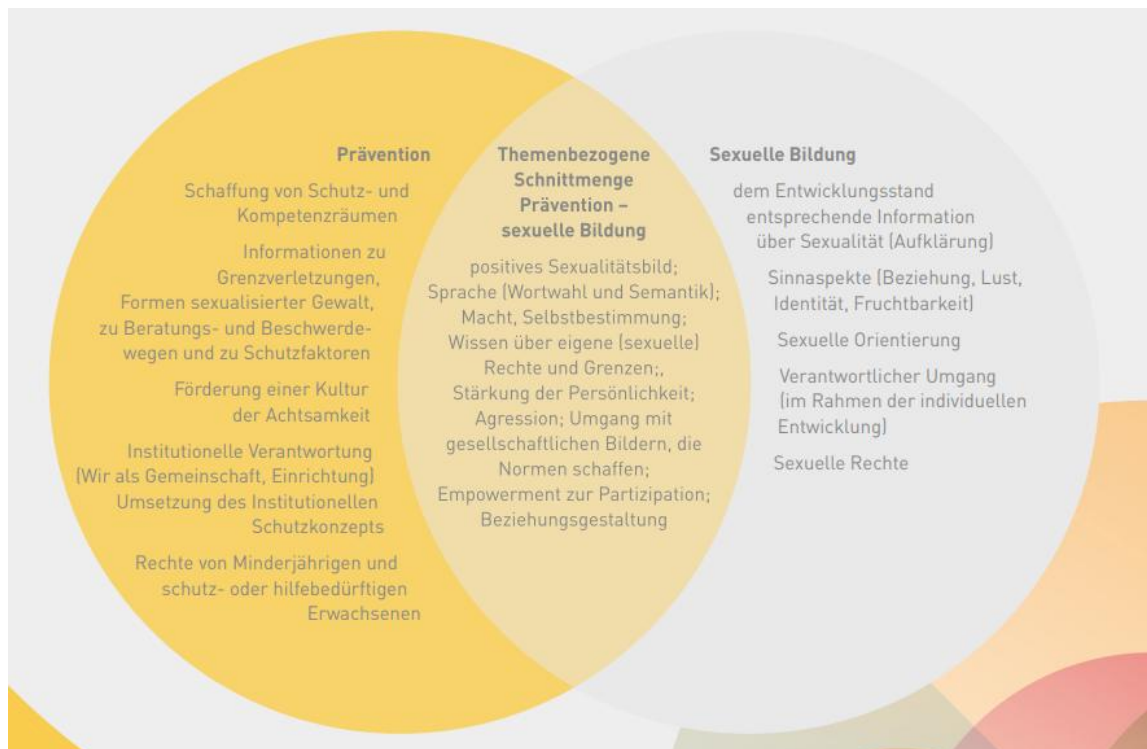 Prävention
Schaffung von Schutz- und
Kompetenzräumen
Informationen zu
Grenzverletzungen,
Formen sexualisierter Gewalt,
zu Beratungs- und Beschwerde-
wegen und zu Schutzfaktoren
Förderung einer Kultur
der Achtsamkeit
Institutionelle Verantwortung
(Wir als Gemeinschaft, Einrichtung)
Umsetzung des Institutionellen
Schutzkonzepts
Rechte von Minderjährigen und
schutz- oder hilfebedürftigen
Erwachsenen
Themenbezogene
Schnittmenge
Prävention –
sexuelle Bildung
positives Sexualitätsbild;
Sprache (Wortwahl und Semantik);
Macht, Selbstbestimmung;
Wissen über eigene (sexuelle)
Rechte und Grenzen;,
Stärkung der Persönlichkeit;
Agression; Umgang mit
gesellschaftlichen Bildern, die
Normen schaffen;
Empowerment zur Partizipation;
Beziehungsgestaltung
Sexuelle Bildung
dem Entwicklungsstand
entsprechende Information
über Sexualität (Aufklärung)
Sinnaspekte (Beziehung, Lust,
Identität, Fruchtbarkeit)
Sexuelle Orientierung
Verantwortlicher Umgang
(im Rahmen der individuellen
Entwicklung)
Sexuelle Rechte